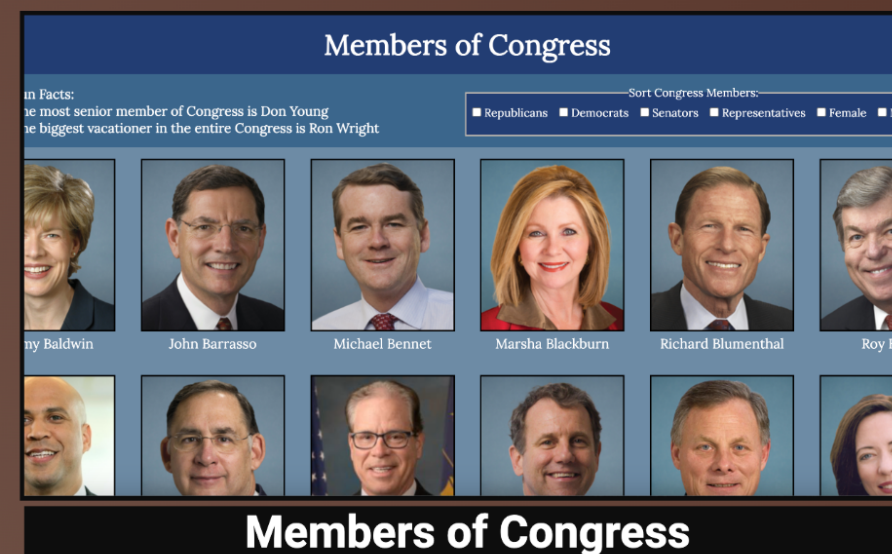 Members of Congress
un Facts:
he most senior member of Congress is Don Young
he biggest vacationer in the entire Congress is Ron Wright
Sort Congress Members:
Republicans Democrats Senators Representatives Female
my Baldwin John Barrasso Michael Bennet Marsha Blackburn Richard Blumenthal Roy
Members of Congress